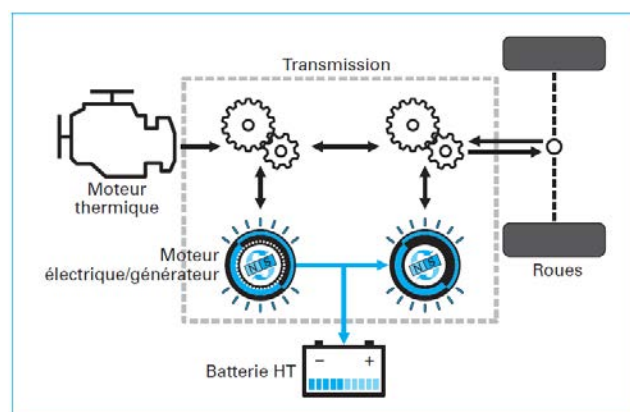 Transmission
Moteur
thermique
Moteur
électrique/générateur
N I S
N I S
Roues
Batterie HT
− +